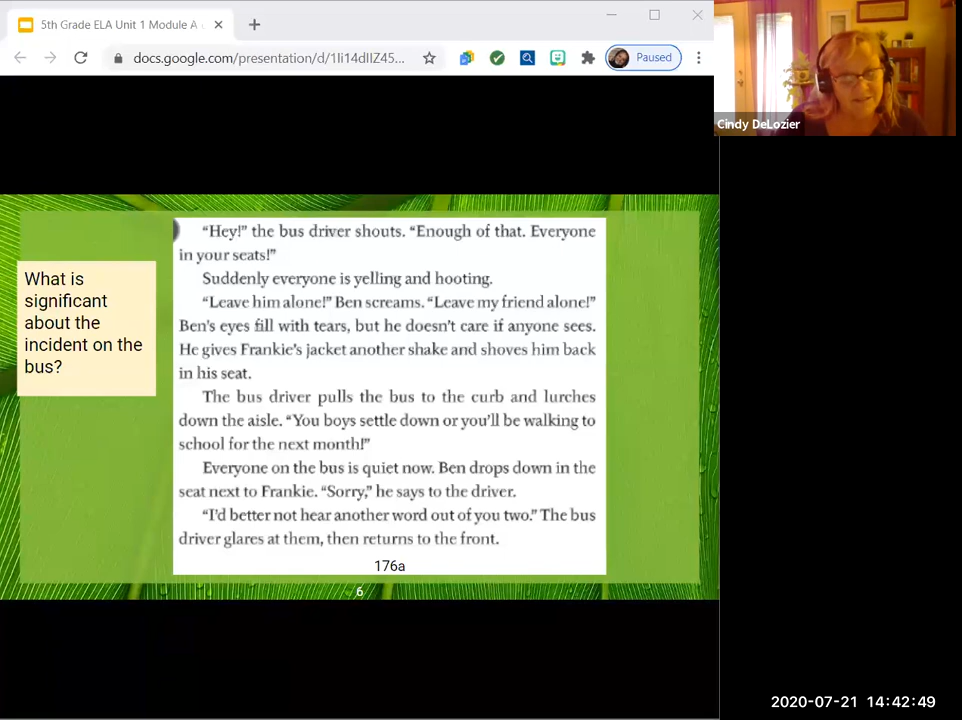 5th Grade ELA Unit 1 Module A
docs.google.com/presentation/d/1Ii14dIIZ45...
Paused
Cindy DeLozier
What is
significant
about the
incident on the
bus?
“Hey!” the bus driver shouts. “Enough of that. Everyone
in your seats!”
Suddenly everyone is yelling and hooting.
“Leave him alone!” Ben screams. “Leave my friend alone!”
Ben’s eyes fill with tears, but he doesn’t care if anyone sees.
He gives Frankie’s jacket another shake and shoves him back
in his seat.
The bus driver pulls the bus to the curb and lurches
down the aisle. “You boys settle down or you’ll be walking to
school for the next month!”
Everyone on the bus is quiet now. Ben drops down in the
seat next to Frankie. “Sorry,” he says to the driver.
“I’d better not hear another word out of you two.” The bus
driver glares at them, then returns to the front.
176a
6
2020-07-21 14:42:49